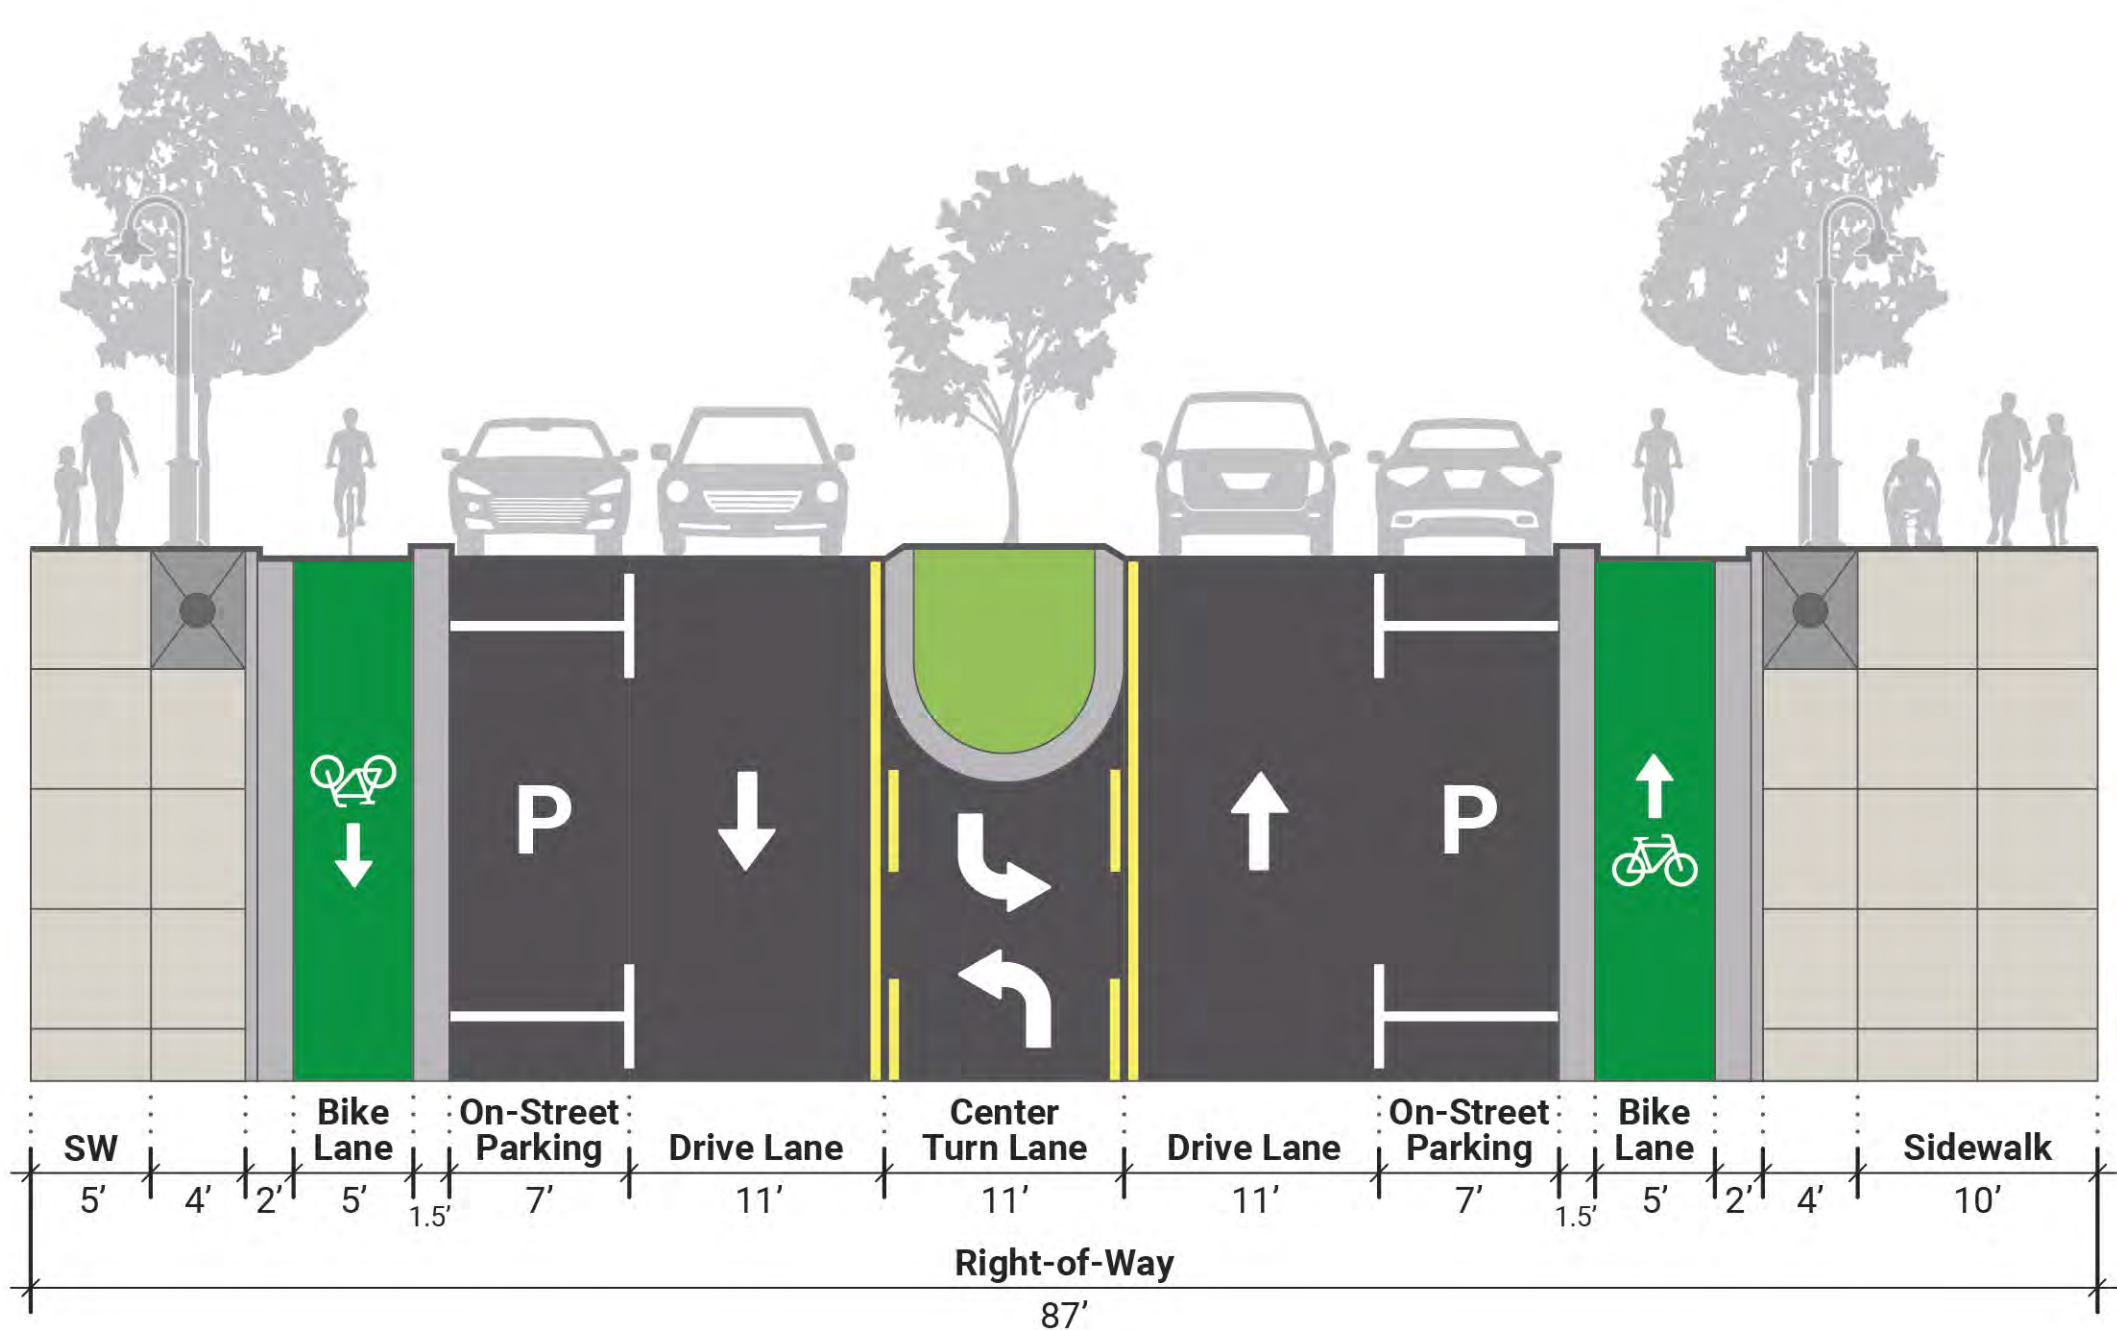 P
P
Bike
Lane
On-Street
Parking
Center
Turn Lane
On-Street
Parking
Bike
Lane
SW
Drive Lane
Drive Lane
Sidewalk
5’ 4’ 2’ 5’ 1.5’ 7’ 11’ 11’ 11’ 7’ 1.5’ 5’ 2’ 4’ 10’
Right-of-Way
87’